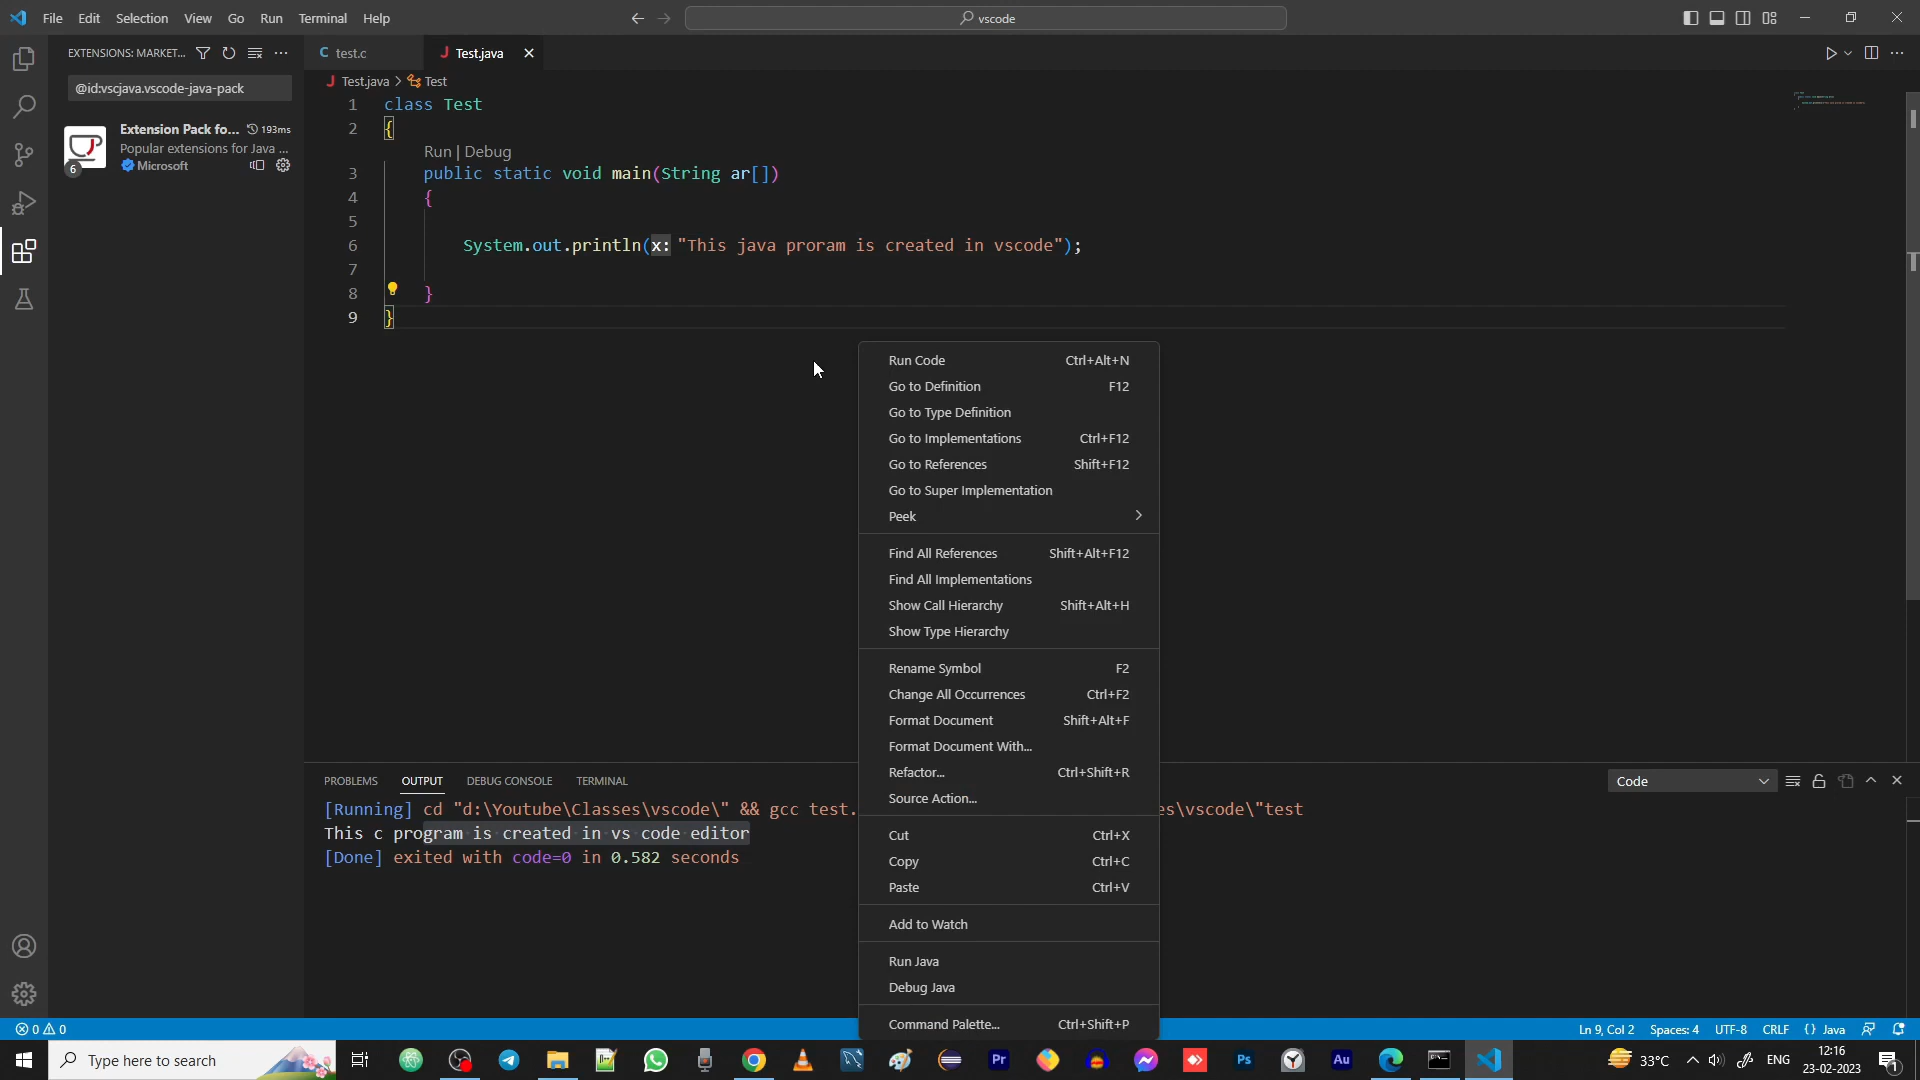 File Edit Selection View Go Run Terminal Help
vscode
EXTENSIONS: MARKET...
test.c
Test.java
@id:vscjava.vscode-java-pack
Test.java > Test
Extension Pack fo... 193ms
Popular extensions for Java ...
Microsoft
6
1 class Test
2 {
Run | Debug
3 public static void main(String ar[])
4 {
5
6 System.out.println(x: "This java proram is created in vscode");
7
8 }
9 }
Run Code Ctrl+Alt+N
Go to Definition F12
Go to Type Definition
Go to Implementations Ctrl+F12
Go to References Shift+F12
Go to Super Implementation
Peek
Find All References Shift+Alt+F12
Find All Implementations
Show Call Hierarchy Shift+Alt+H
Show Type Hierarchy
Rename Symbol F2
Change All Occurrences Ctrl+F2
Format Document Shift+Alt+F
Format Document With...
Refactor... Ctrl+Shift+R
Source Action...
Cut Ctrl+X
Copy Ctrl+C
Paste Ctrl+V
Add to Watch
Run Java
Debug Java
Command Palette... Ctrl+Shift+P
PROBLEMS OUTPUT DEBUG CONSOLE TERMINAL
Code
[Running] cd "d:\Youtube\Classes\vscode\" && gcc test. es\vscode\"test
This c program is created in vs code editor
[Done] exited with code=0 in 0.582 seconds
0 0
Ln 9, Col 2 Spaces: 4 UTF-8 CRLF {} Java
Type here to search
Pr
Ps
Au
33°C
ENG
12:16
23-02-2023
1